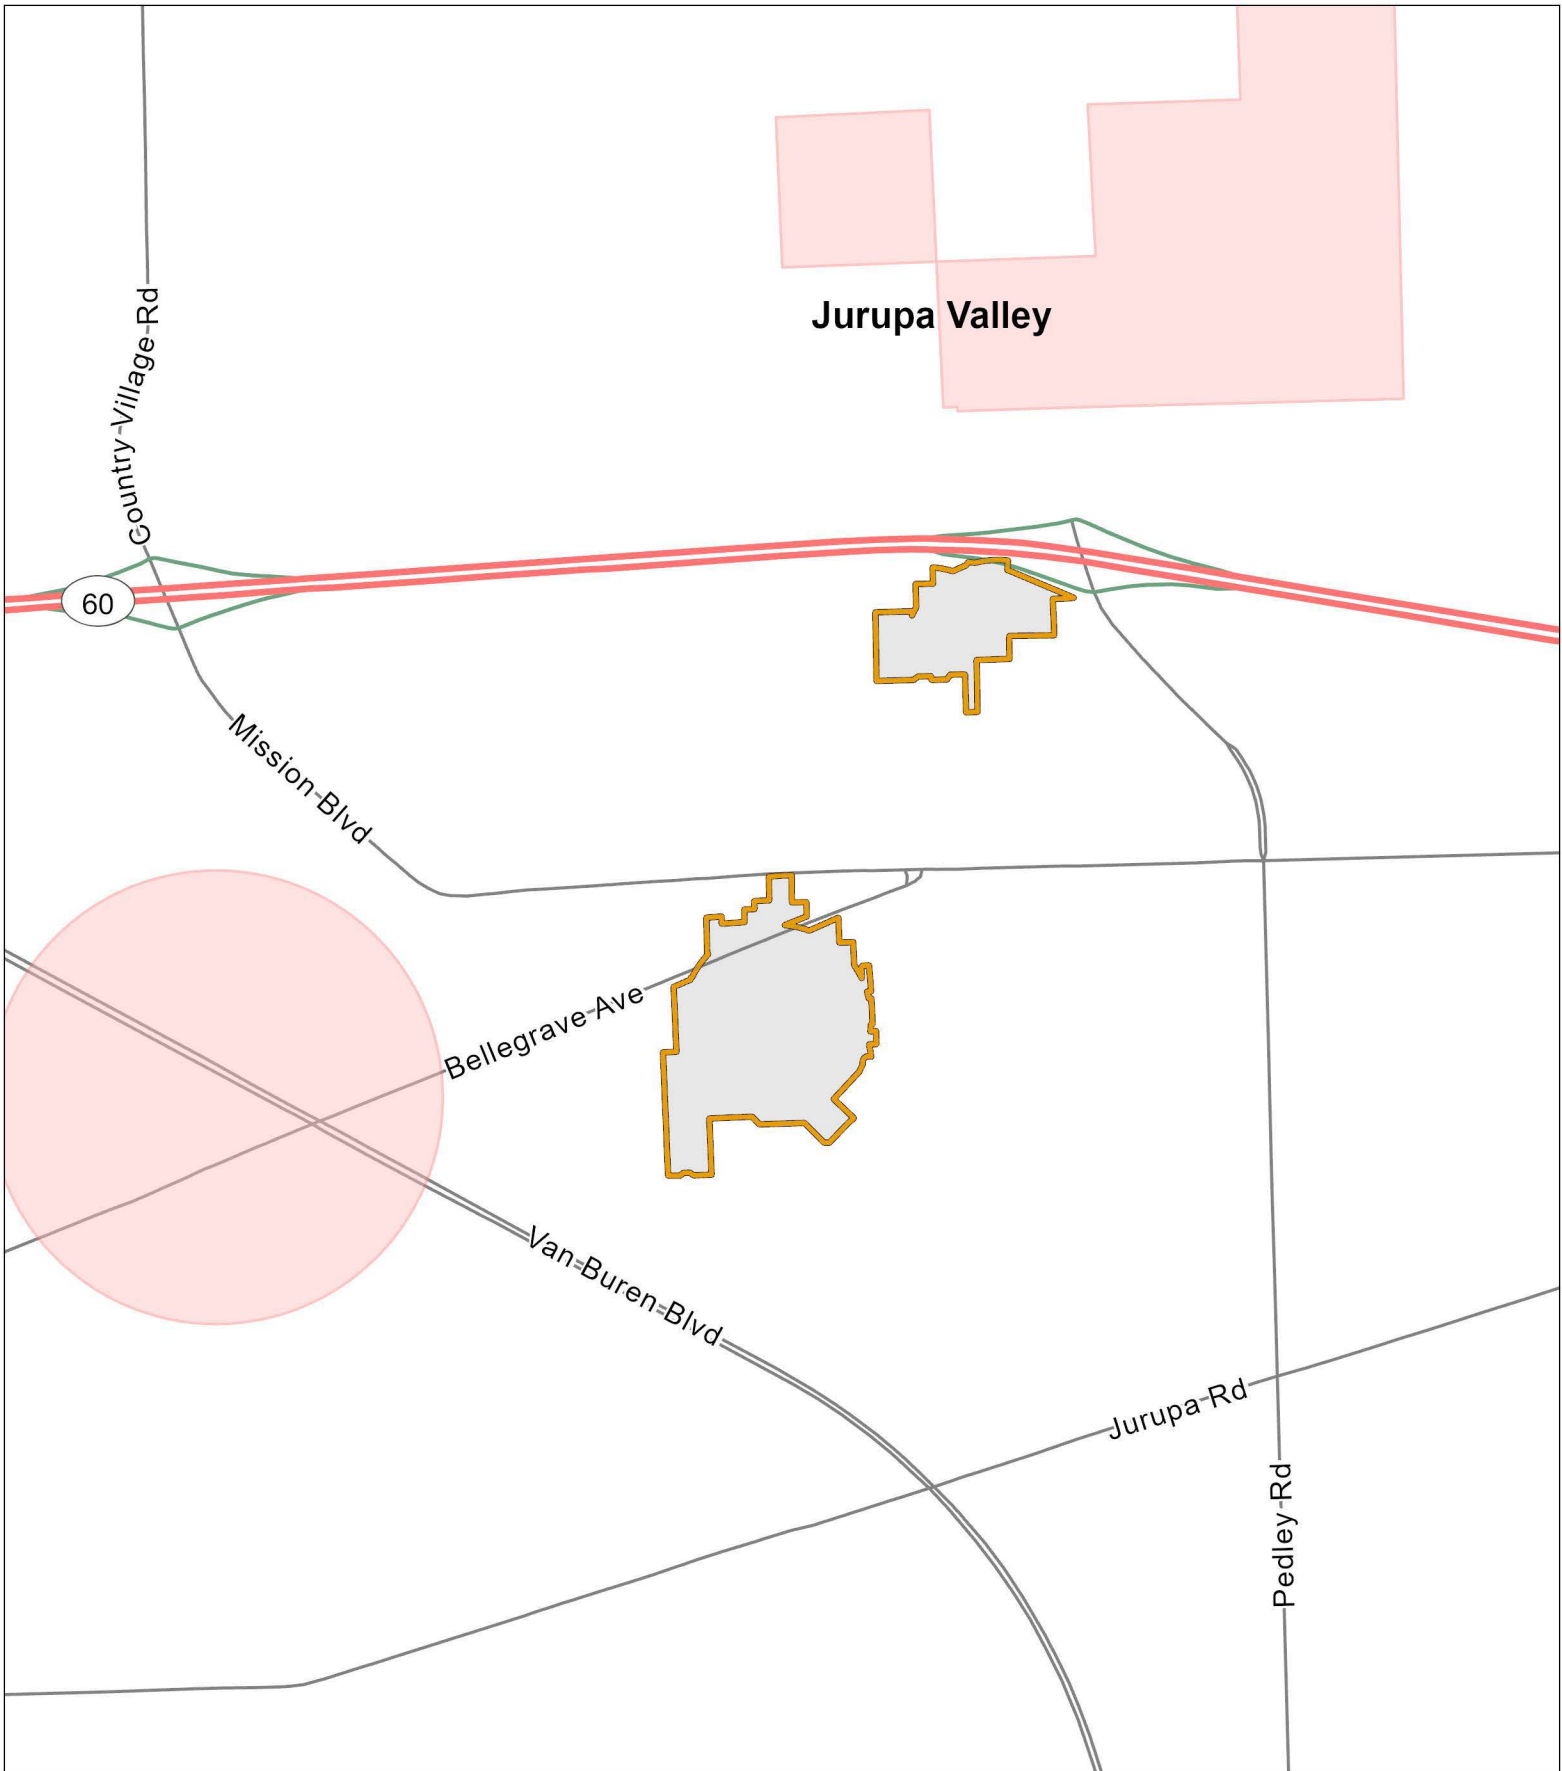 Country Village Rd
Jurupa Valley
60
Mission Blvd
Bellegrave Ave
Van Buren Blvd
Jurupa Rd
Pedley Rd